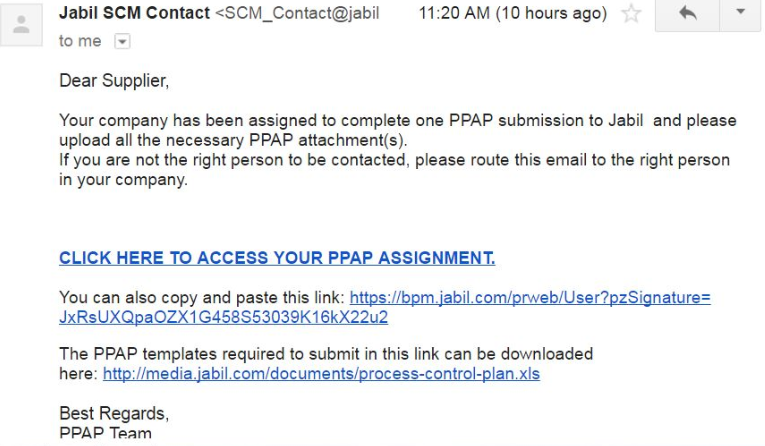 Jabil SCM Contact <SCM_Contact@jabil 11:20 AM (10 hours ago)
to me
Dear Supplier,
Your company has been assigned to complete one PPAP submission to Jabil and please
upload all the necessary PPAP attachment(s).
If you are not the right person to be contacted, please route this email to the right person
in your company.
CLICK HERE TO ACCESS YOUR PPAP ASSIGNMENT.
You can also copy and paste this link: https://bpm.jabil.com/prweb/User?pzSignature=
JxRsUXQpaOZX1G458S53039K16kX22u2
The PPAP templates required to submit in this link can be downloaded
here: http://media.jabil.com/documents/process-control-plan.xls
Best Regards,
PPAP Team